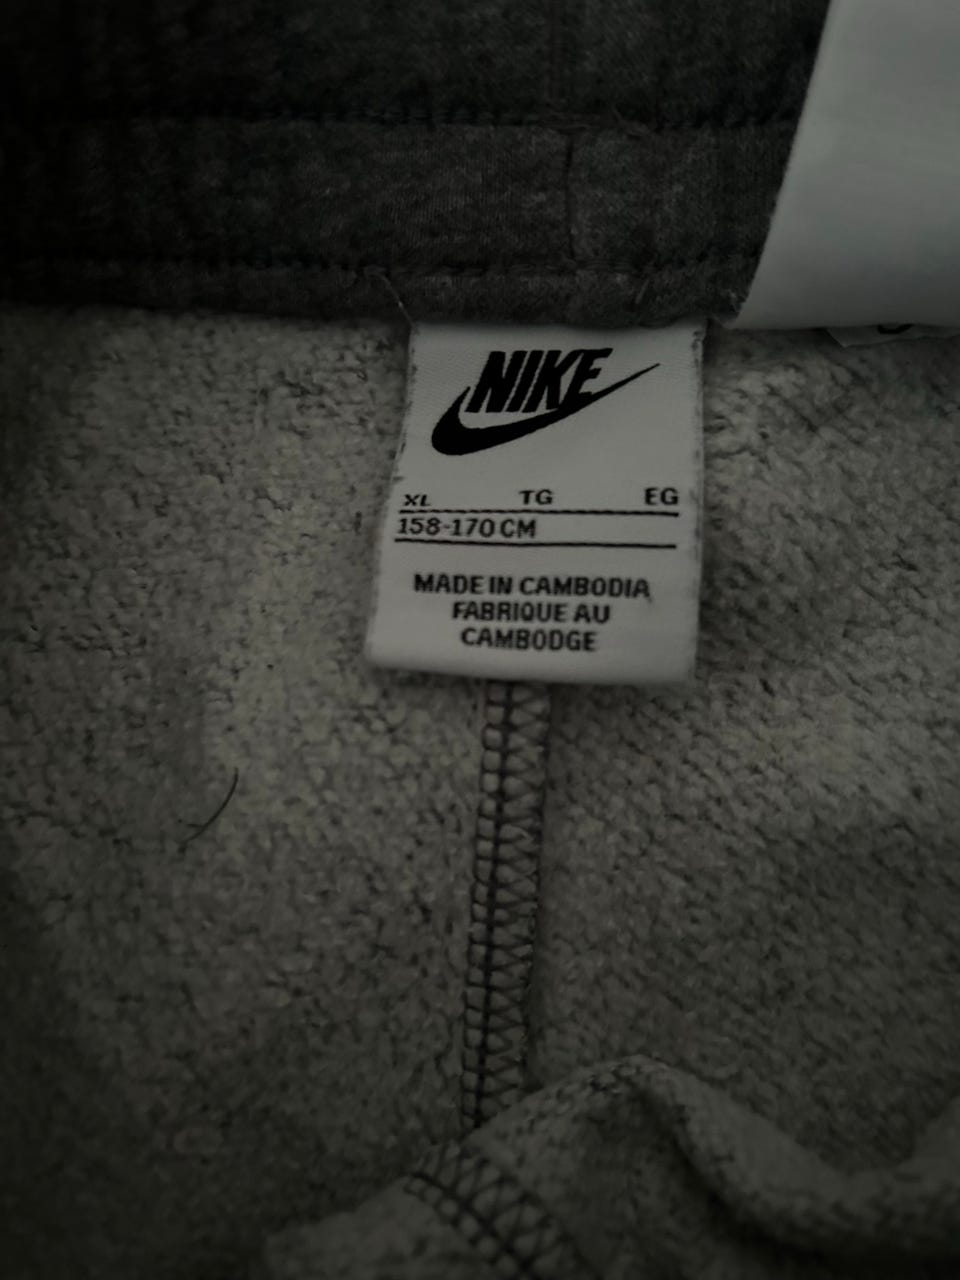 NIKE
XL TG EG
158-170 CM
MADE IN CAMBODIA
FABRIQUE AU
CAMBODGE